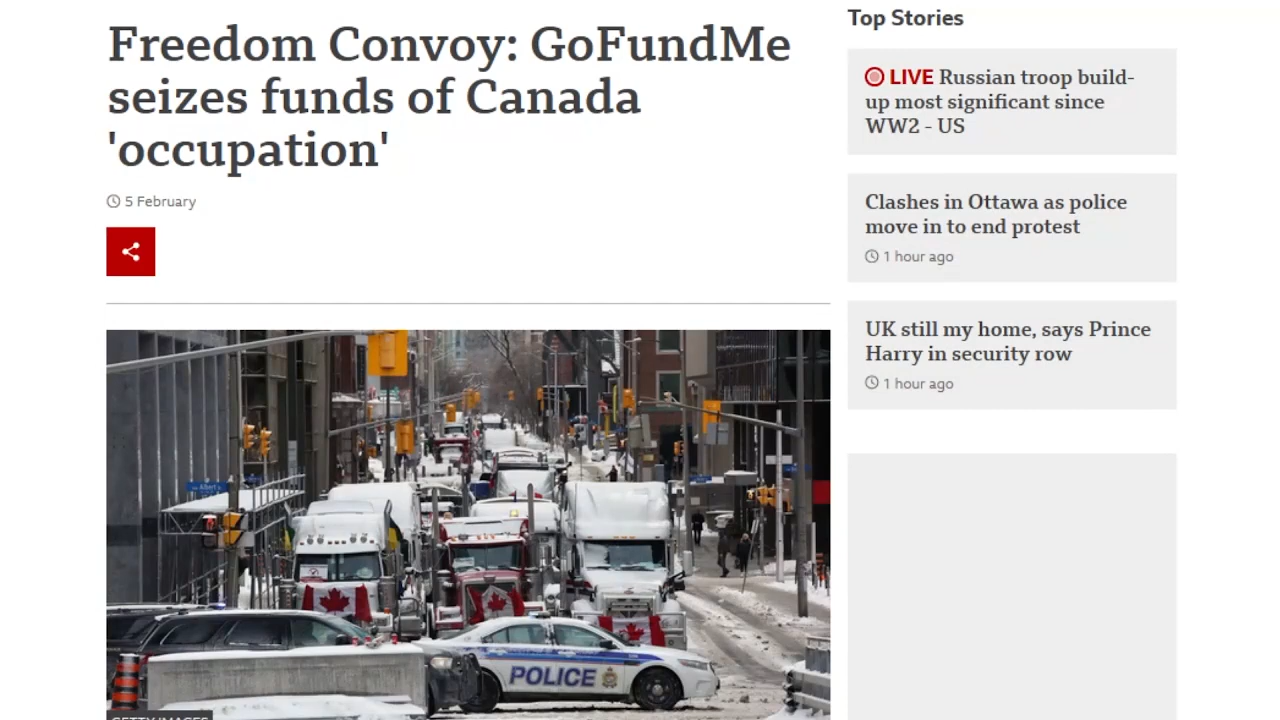 Freedom Convoy: GoFundMe
seizes funds of Canada
'occupation'
5 February
Top Stories
LIVE Russian troop build-
up most significant since
WW2 - US
Clashes in Ottawa as police
move in to end protest
1 hour ago
UK still my home, says Prince
Harry in security row
1 hour ago
POLICE
GETTY IMAGES